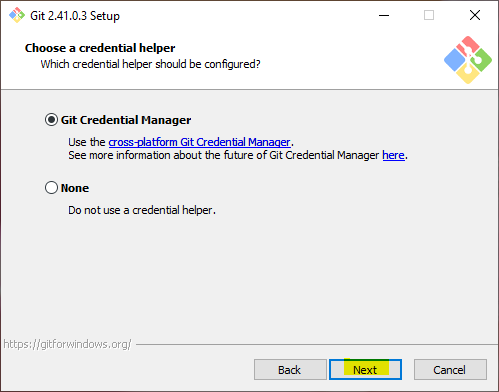 Git 2.41.0.3 Setup
Choose a credential helper
Which credential helper should be configured?
Git Credential Manager
Use the cross-platform Git Credential Manager.
See more information about the future of Git Credential Manager here.
None
Do not use a credential helper.
https://gitforwindows.org/
Back Next Cancel